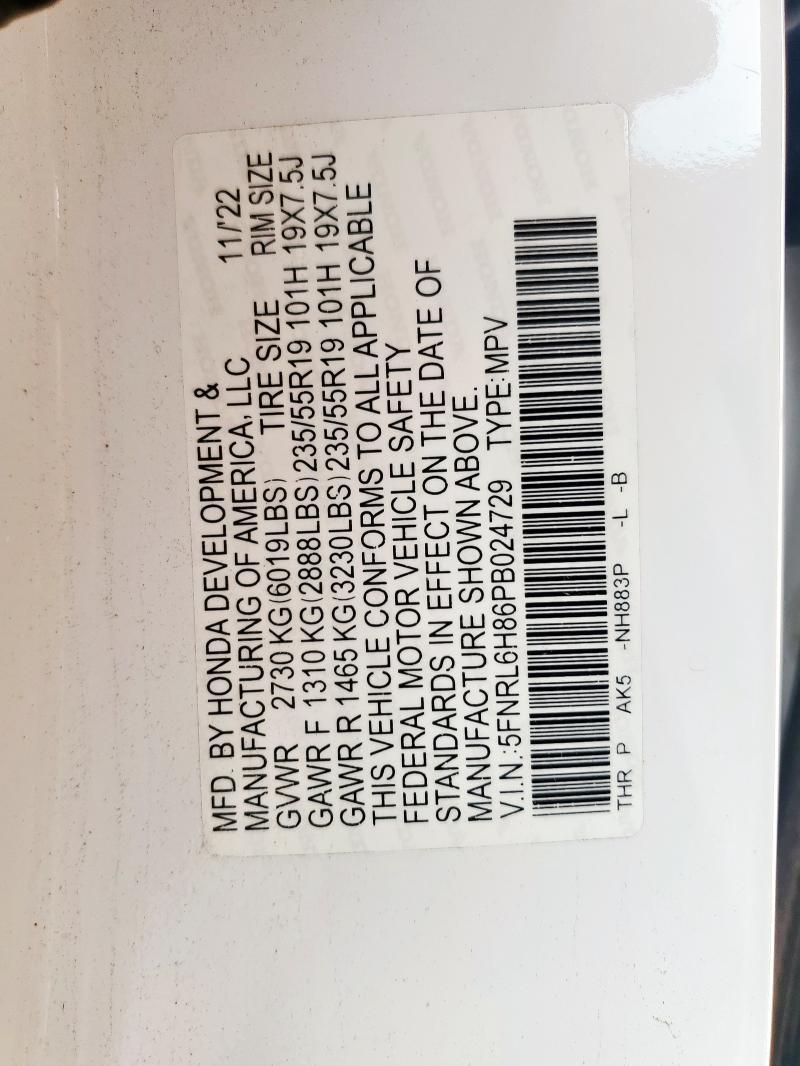 MFD. BY HONDA DEVELOPMENT &
MANUFACTURING OF AMERICA, LLC 11/'22
GVWR 2730 KG(6019LBS) TIRE SIZE RIM SIZE
GAWR F 1310 KG(2888LBS) 235/55R19 101H 19X7.5J
GAWR R 1465 KG(3230LBS) 235/55R19 101H 19X7.5J
THIS VEHICLE CONFORMS TO ALL APPLICABLE
FEDERAL MOTOR VEHICLE SAFETY
STANDARDS IN EFFECT ON THE DATE OF
MANUFACTURE SHOWN ABOVE.
V.I.N.:5FNRL6H86PB024729 TYPE:MPV
THR P AK5 -NH883P -L -B